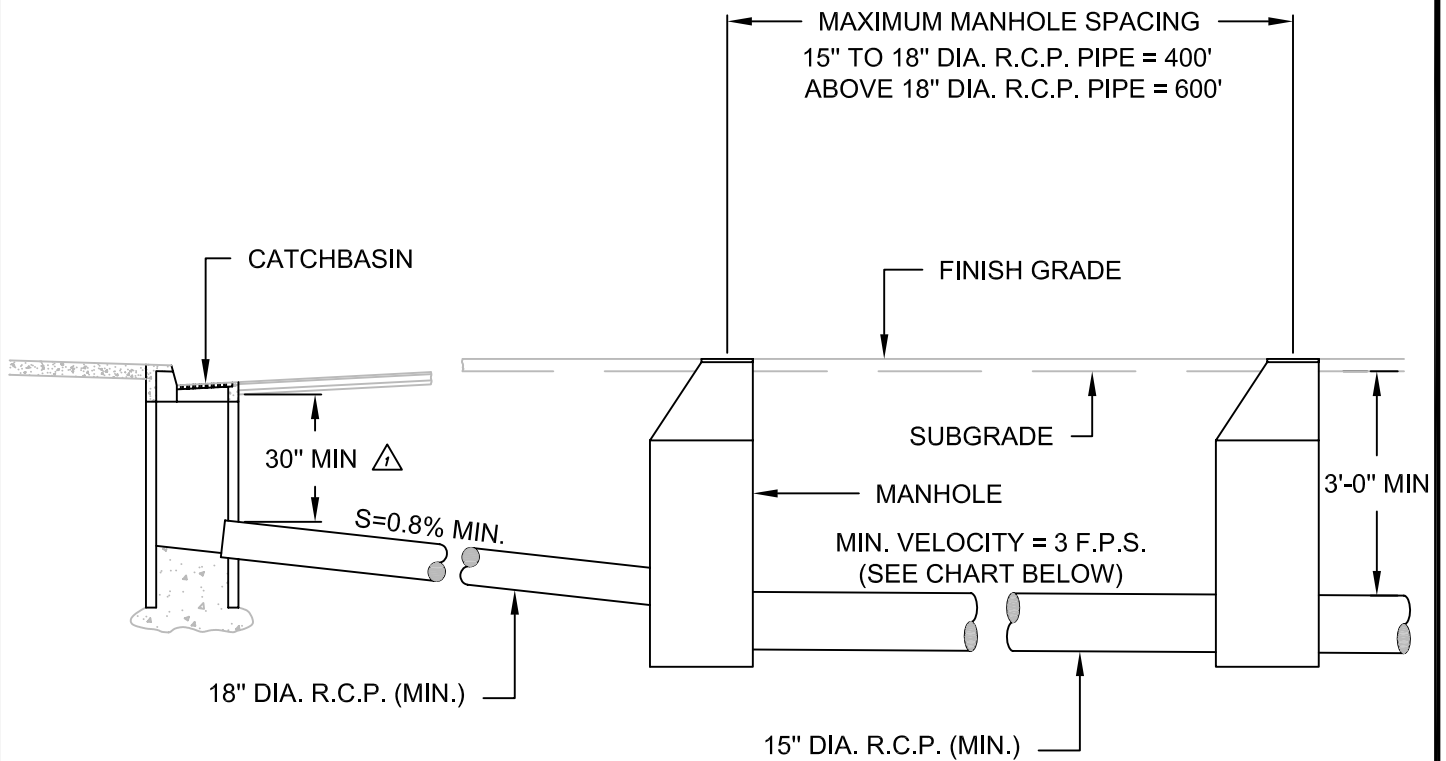 MAXIMUM MANHOLE SPACING
15" TO 18" DIA. R.C.P. PIPE = 400'
ABOVE 18" DIA. R.C.P. PIPE = 600'
CATCHBASIN
FINISH GRADE
SUBGRADE
30" MIN 1
3'-0" MIN
MANHOLE
S=0.8% MIN.
MIN. VELOCITY = 3 F.P.S.
(SEE CHART BELOW)
18" DIA. R.C.P. (MIN.)
15" DIA. R.C.P. (MIN.)